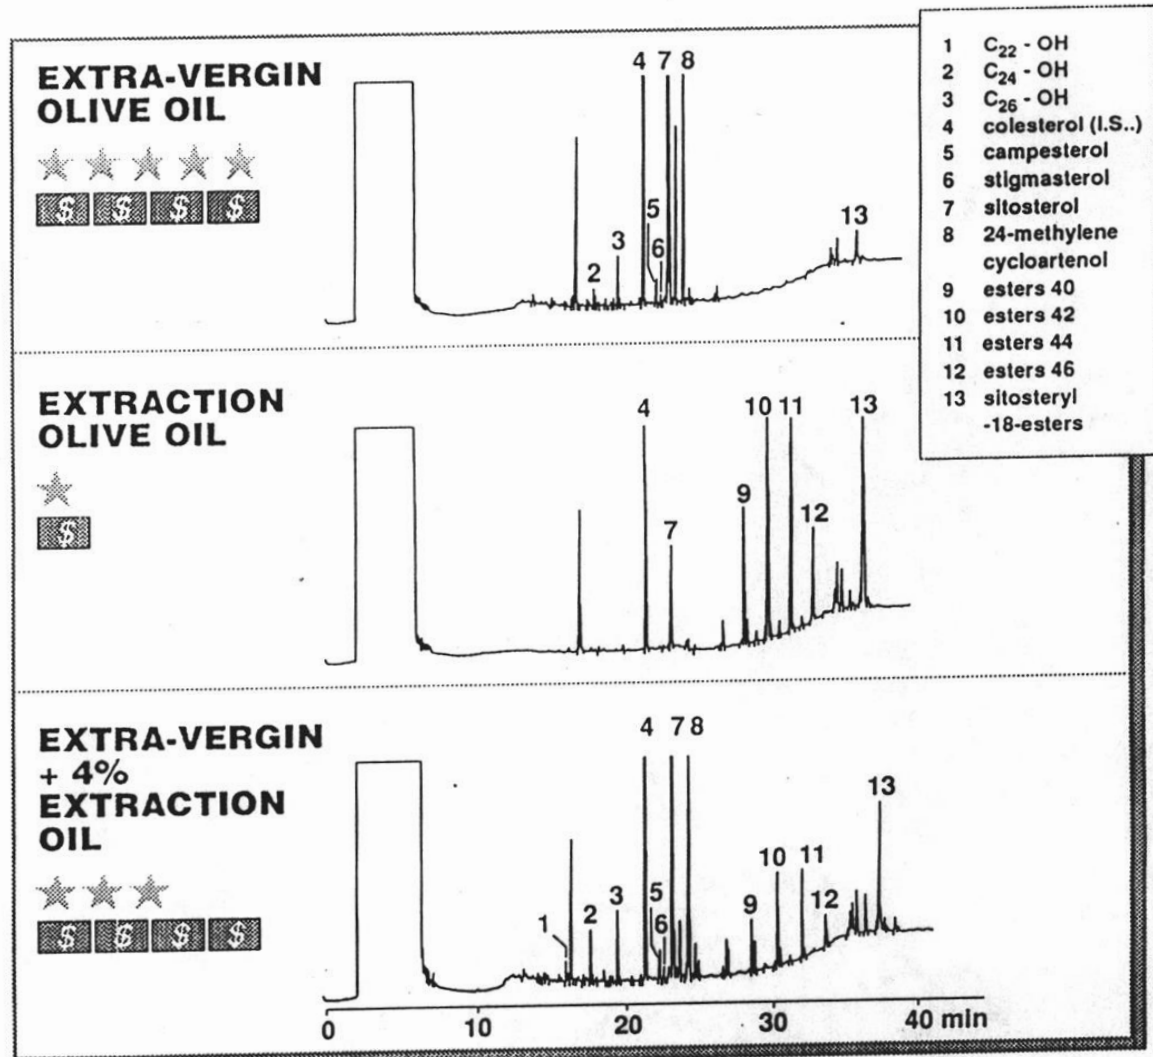 EXTRA-VERGIN
OLIVE OIL
$ $ $ $
4 7 8
5
3 6
2
13
1 C22 - OH
2 C24 - OH
3 C26 - OH
4 colesterol (I.S..)
5 campesterol
6 stigmasterol
7 sitosterol
8 24-methylene
cycloartenol
9 esters 40
10 esters 42
11 esters 44
12 esters 46
13 sitosteryl
-18-esters
EXTRACTION
OLIVE OIL
$
4 10 11 13
9
7 12
EXTRA-VERGIN
+ 4%
EXTRACTION
OIL
$ $ $ $
4 7 8
13
10 11
3 5
1 2 6 9 12
0 10 20 30 40 min